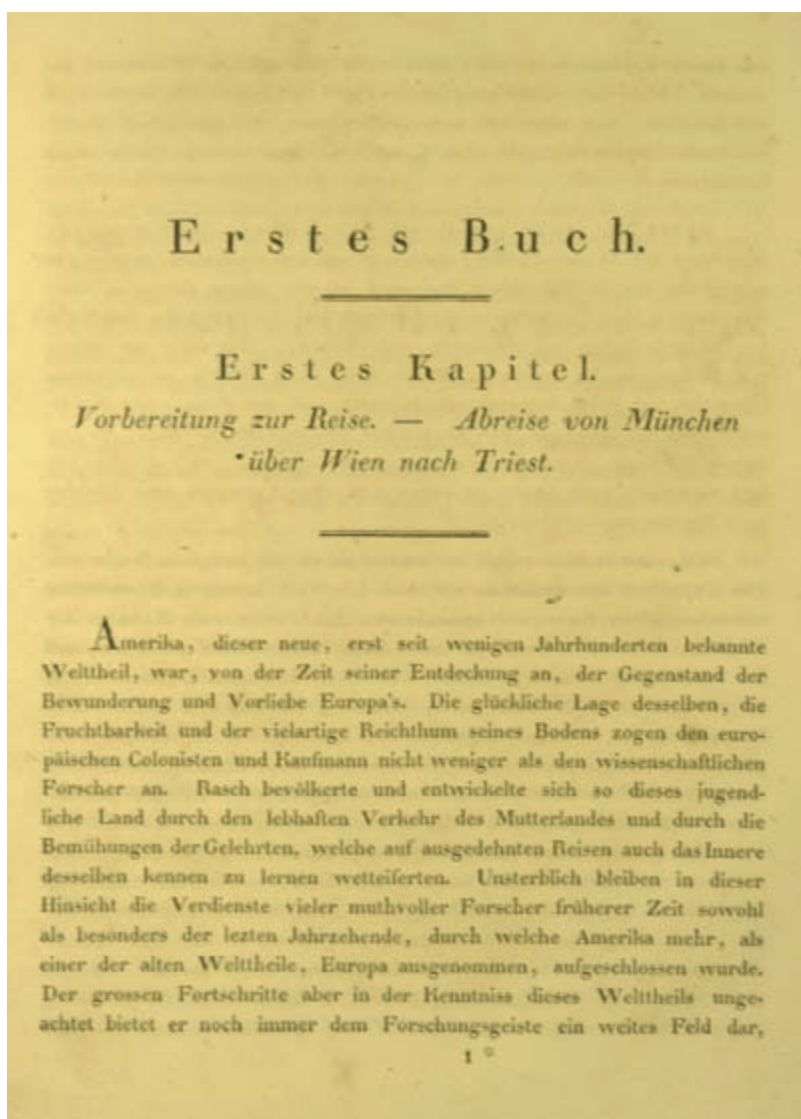 Erstes Buch.
Erstes Kapitel.
Vorbereitung zur Reise. — Abreise von München
über Wien nach Triest.
Amerika, dieser neue, erst seit wenigen Jahrhunderten bekannte
Welttheil, war, von der Zeit seiner Entdeckung an, der Gegenstand der
Bewunderung und Vorliebe Europa's. Die glückliche Lage desselben, die
Fruchtbarkeit und der vielartige Reichthum seines Bodens zogen den euro-
päischen Colonisten und Kaufmann nicht weniger als den wissenschaftlichen
Forscher an. Rasch bevölkerte und entwickelte sich so dieses jugend-
liche Land durch den lebhaften Verkehr des Mutterlandes und durch die
Bemühungen der Gelehrten, welche auf ausgedehnten Reisen auch das Innere
desselben kennen zu lernen wetteiferten. Unsterblich bleiben in dieser
Hinsicht die Verdienste vieler muthvoller Forscher früherer Zeit sowohl
als besonders der lezten Jahrzehende, durch welche Amerika mehr, als
einer der alten Welttheile, Europa ausgenommen, aufgeschlossen wurde.
Der grossen Fortschritte aber in der Kenntniss dieses Welttheils unge-
achtet bietet er noch immer dem Forschungsgeiste ein weites Feld dar,
1 *